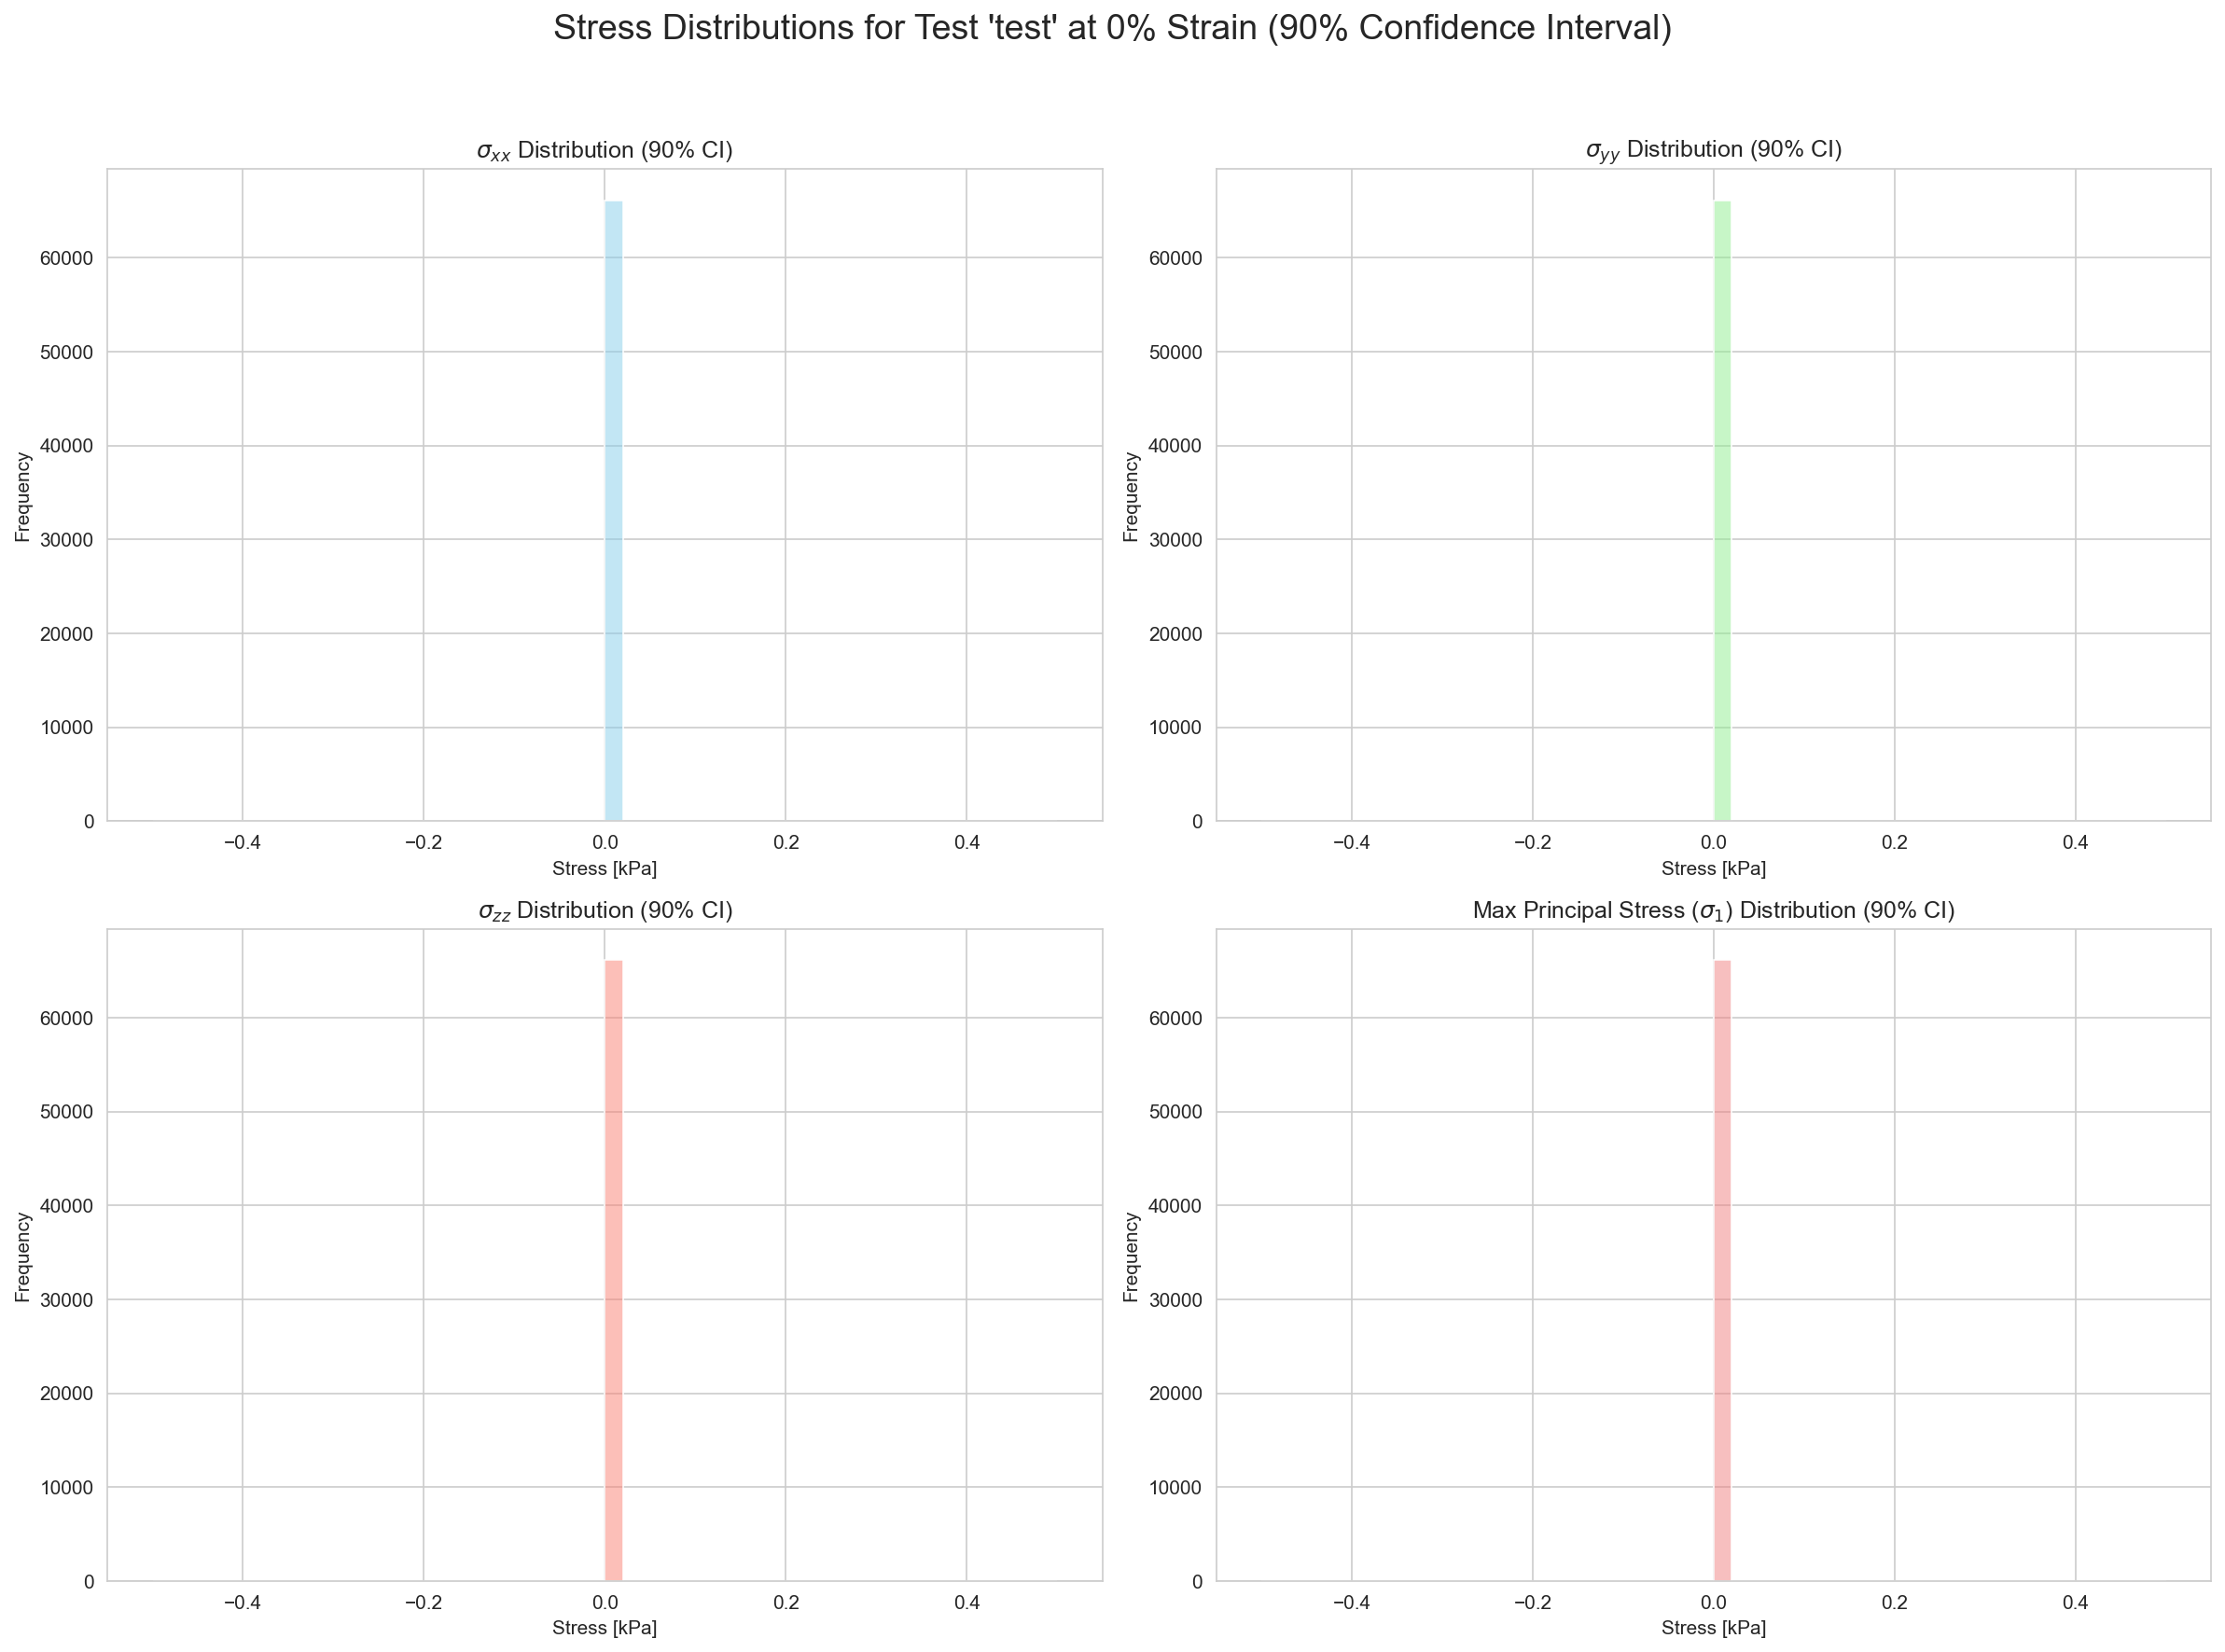 Stress Distributions for Test 'test' at 0% Strain (90% Confidence Interval)
σxx Distribution (90% CI)
60000
50000
40000
30000
20000
10000
0
Frequency
−0.4 −0.2 0.0 0.2 0.4
Stress [kPa]
σyy Distribution (90% CI)
60000
50000
40000
30000
20000
10000
0
Frequency
−0.4 −0.2 0.0 0.2 0.4
Stress [kPa]
σzz Distribution (90% CI)
60000
50000
40000
30000
20000
10000
0
Frequency
−0.4 −0.2 0.0 0.2 0.4
Stress [kPa]
Max Principal Stress (σ1) Distribution (90% CI)
60000
50000
40000
30000
20000
10000
0
Frequency
−0.4 −0.2 0.0 0.2 0.4
Stress [kPa]